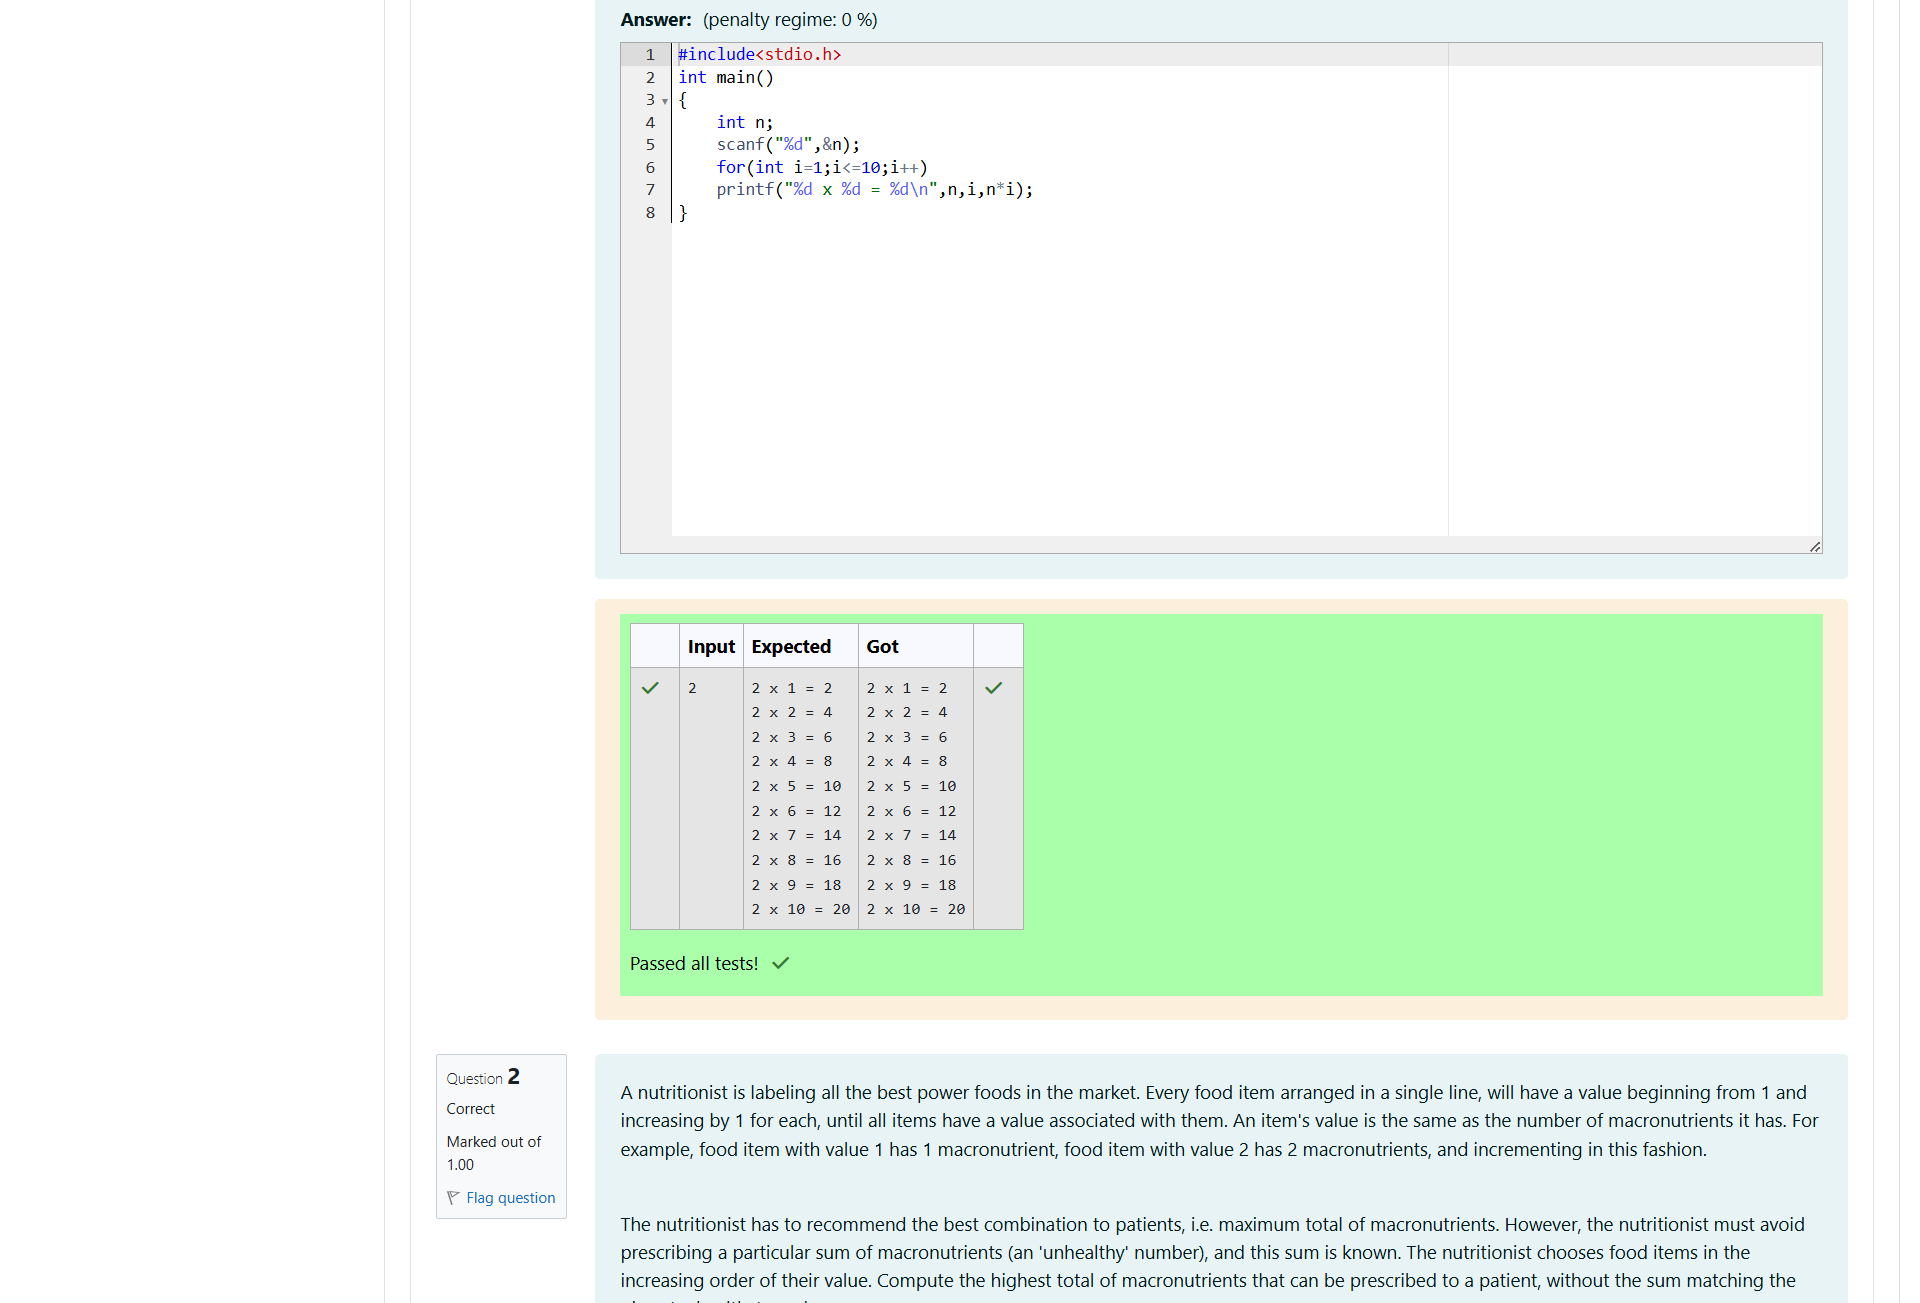 Answer: (penalty regime: 0 %)
1 #include<stdio.h>
2 int main()
3 {
4 int n;
5 scanf("%d",&n);
6 for(int i=1;i<=10;i++)
7 printf("%d x %d = %d\n",n,i,n*i);
8 }
Input Expected Got
2 2 x 1 = 2 2 x 1 = 2
2 x 2 = 4 2 x 2 = 4
2 x 3 = 6 2 x 3 = 6
2 x 4 = 8 2 x 4 = 8
2 x 5 = 10 2 x 5 = 10
2 x 6 = 12 2 x 6 = 12
2 x 7 = 14 2 x 7 = 14
2 x 8 = 16 2 x 8 = 16
2 x 9 = 18 2 x 9 = 18
2 x 10 = 20 2 x 10 = 20
Passed all tests!
Question 2
Correct
Marked out of
1.00
Flag question
A nutritionist is labeling all the best power foods in the market. Every food item arranged in a single line, will have a value beginning from 1 and
increasing by 1 for each, until all items have a value associated with them. An item's value is the same as the number of macronutrients it has. For
example, food item with value 1 has 1 macronutrient, food item with value 2 has 2 macronutrients, and incrementing in this fashion.
The nutritionist has to recommend the best combination to patients, i.e. maximum total of macronutrients. However, the nutritionist must avoid
prescribing a particular sum of macronutrients (an 'unhealthy' number), and this sum is known. The nutritionist chooses food items in the
increasing order of their value. Compute the highest total of macronutrients that can be prescribed to a patient, without the sum matching the